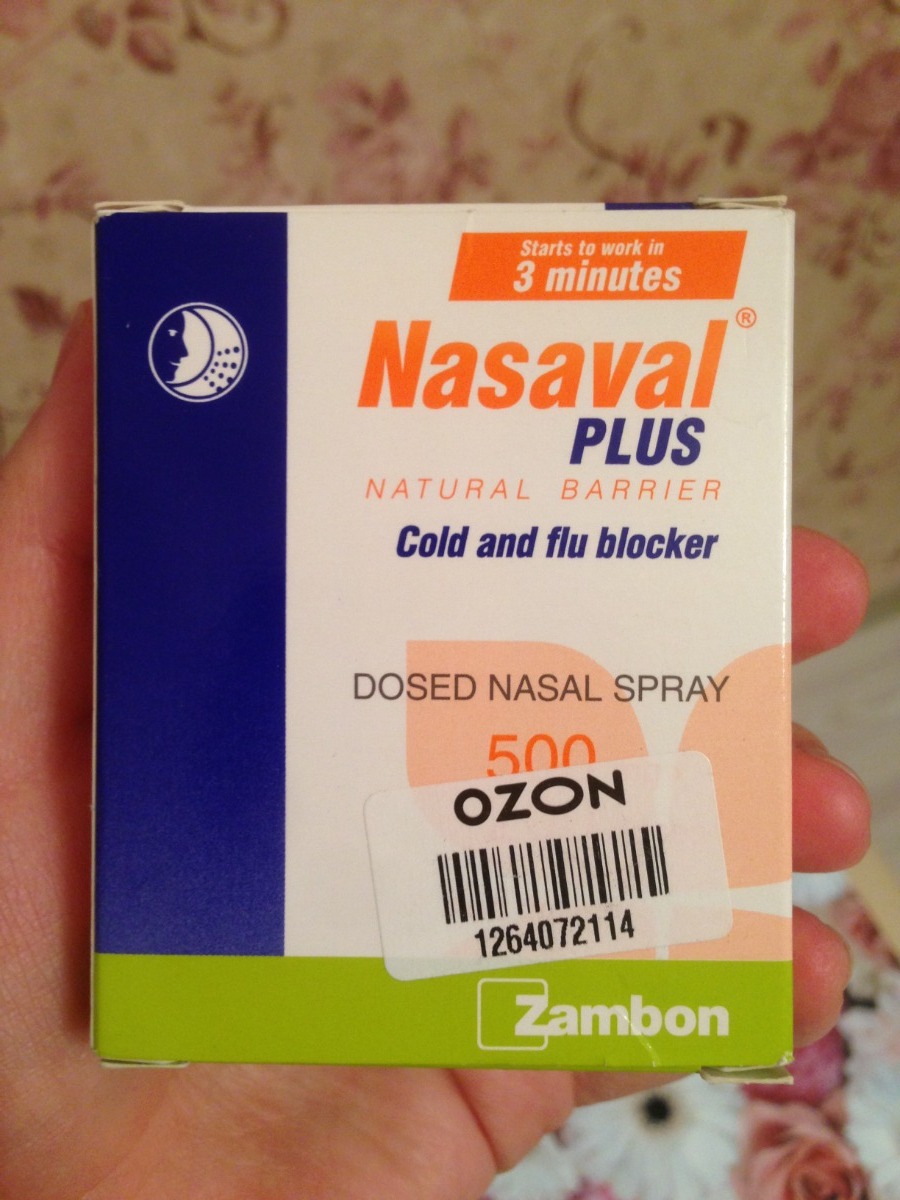 Starts to work in
3 minutes
Nasaval®
PLUS
NATURAL BARRIER
Cold and flu blocker
DOSED NASAL SPRAY
500
OZON
1264072114
Zambon